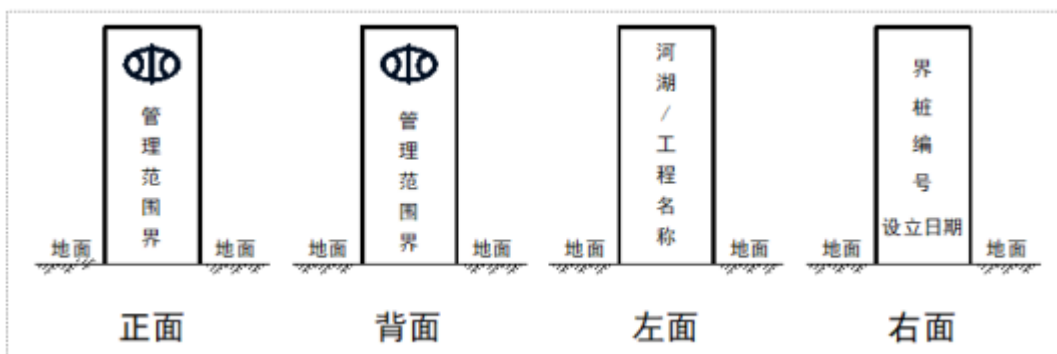 管理范围界
地面 地面
正面
管理范围界
地面 地面
背面
河湖/工程名称
地面 地面
左面
界桩编号
设立日期
地面 地面
右面